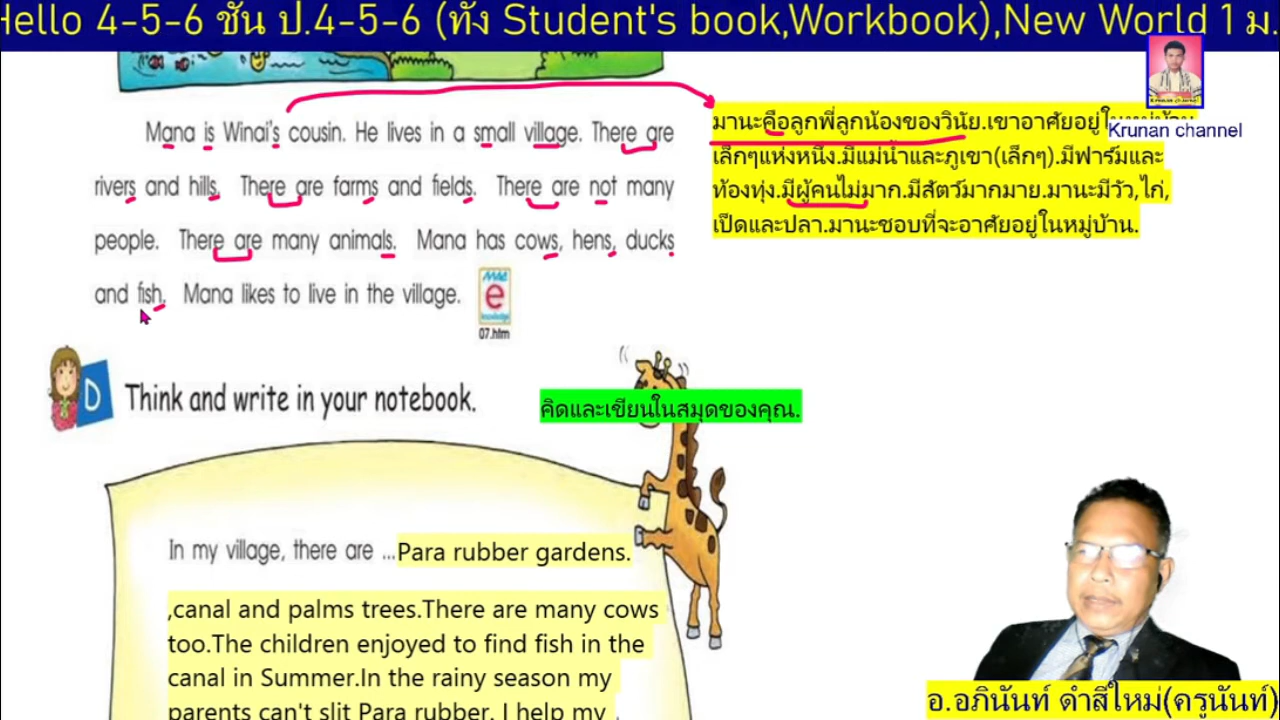 Hello 4-5-6 ชั้น ป.4-5-6 (ทั้ง Student's book,Workbook),New World 1 ม.
Krunan channel
Mana is Winai's cousin. He lives in a small village. There are
rivers and hills. There are farms and fields. There are not many
people. There are many animals. Mana has cows, hens, ducks
and fish. Mana likes to live in the village.
มานะคือลูกพี่ลูกน้องของวินัย.เขาอาศัยอยู่ใน
เล็กๆแห่งหนึ่ง.มีแม่น้ำและภูเขา(เล็กๆ).มีฟาร์มและ
ท้องทุ่ง.มีผู้คนไม่มาก.มีสัตว์มากมาย.มานะมีวัว,ไก่,
เป็ดและปลา.มานะชอบที่จะอาศัยอยู่ในหมู่บ้าน.
e
knowledge
07.htm
D Think and write in your notebook.
คิดและเขียนในสมุดของคุณ.
In my village, there are ...Para rubber gardens.
,canal and palms trees.There are many cows
too.The children enjoyed to find fish in the
canal in Summer.In the rainy season my
parents can't slit Para rubber. I help my
อ.อภินันท์ ดำสีใหม่(ครูนันท์)